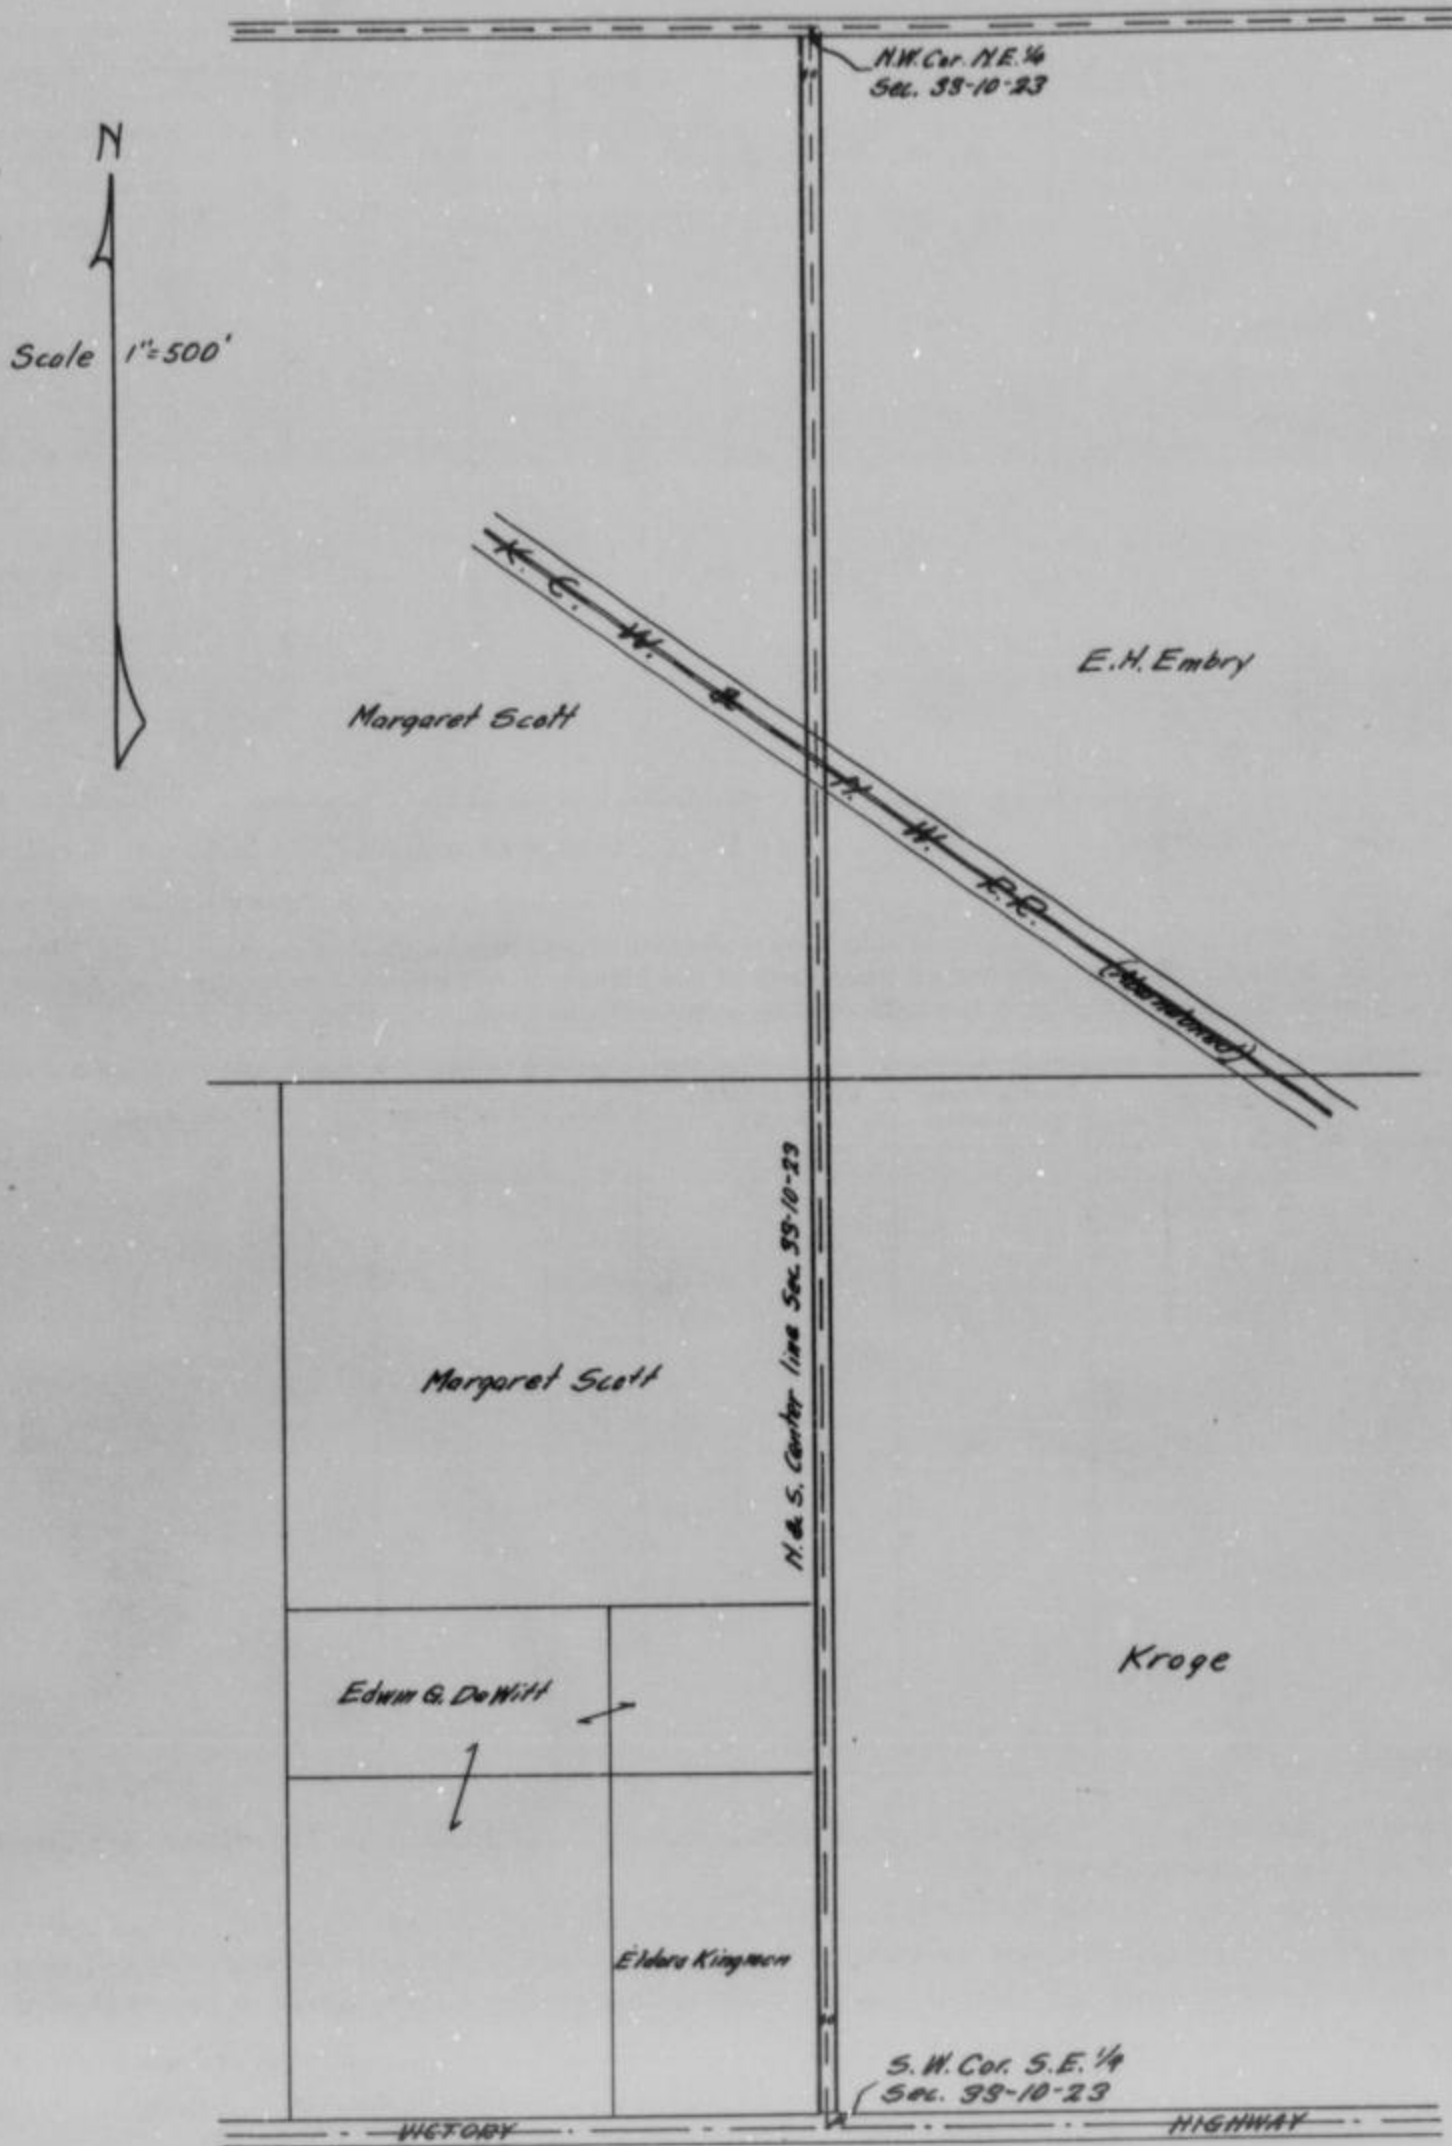 N.W. Cor. N.E. 1/4
Sec. 33-10-23
N
Scale 1"=500'
K. C. W. & N. W. R.R. (Abandoned)
E.H. Embry
Margaret Scott
N. & S. Center line Sec. 33-10-23
Margaret Scott
Edwin G. DeWitt
Kroge
Eldora Kingman
S. W. Cor. S.E. 1/4
Sec. 33-10-23
VICTORY HIGHWAY